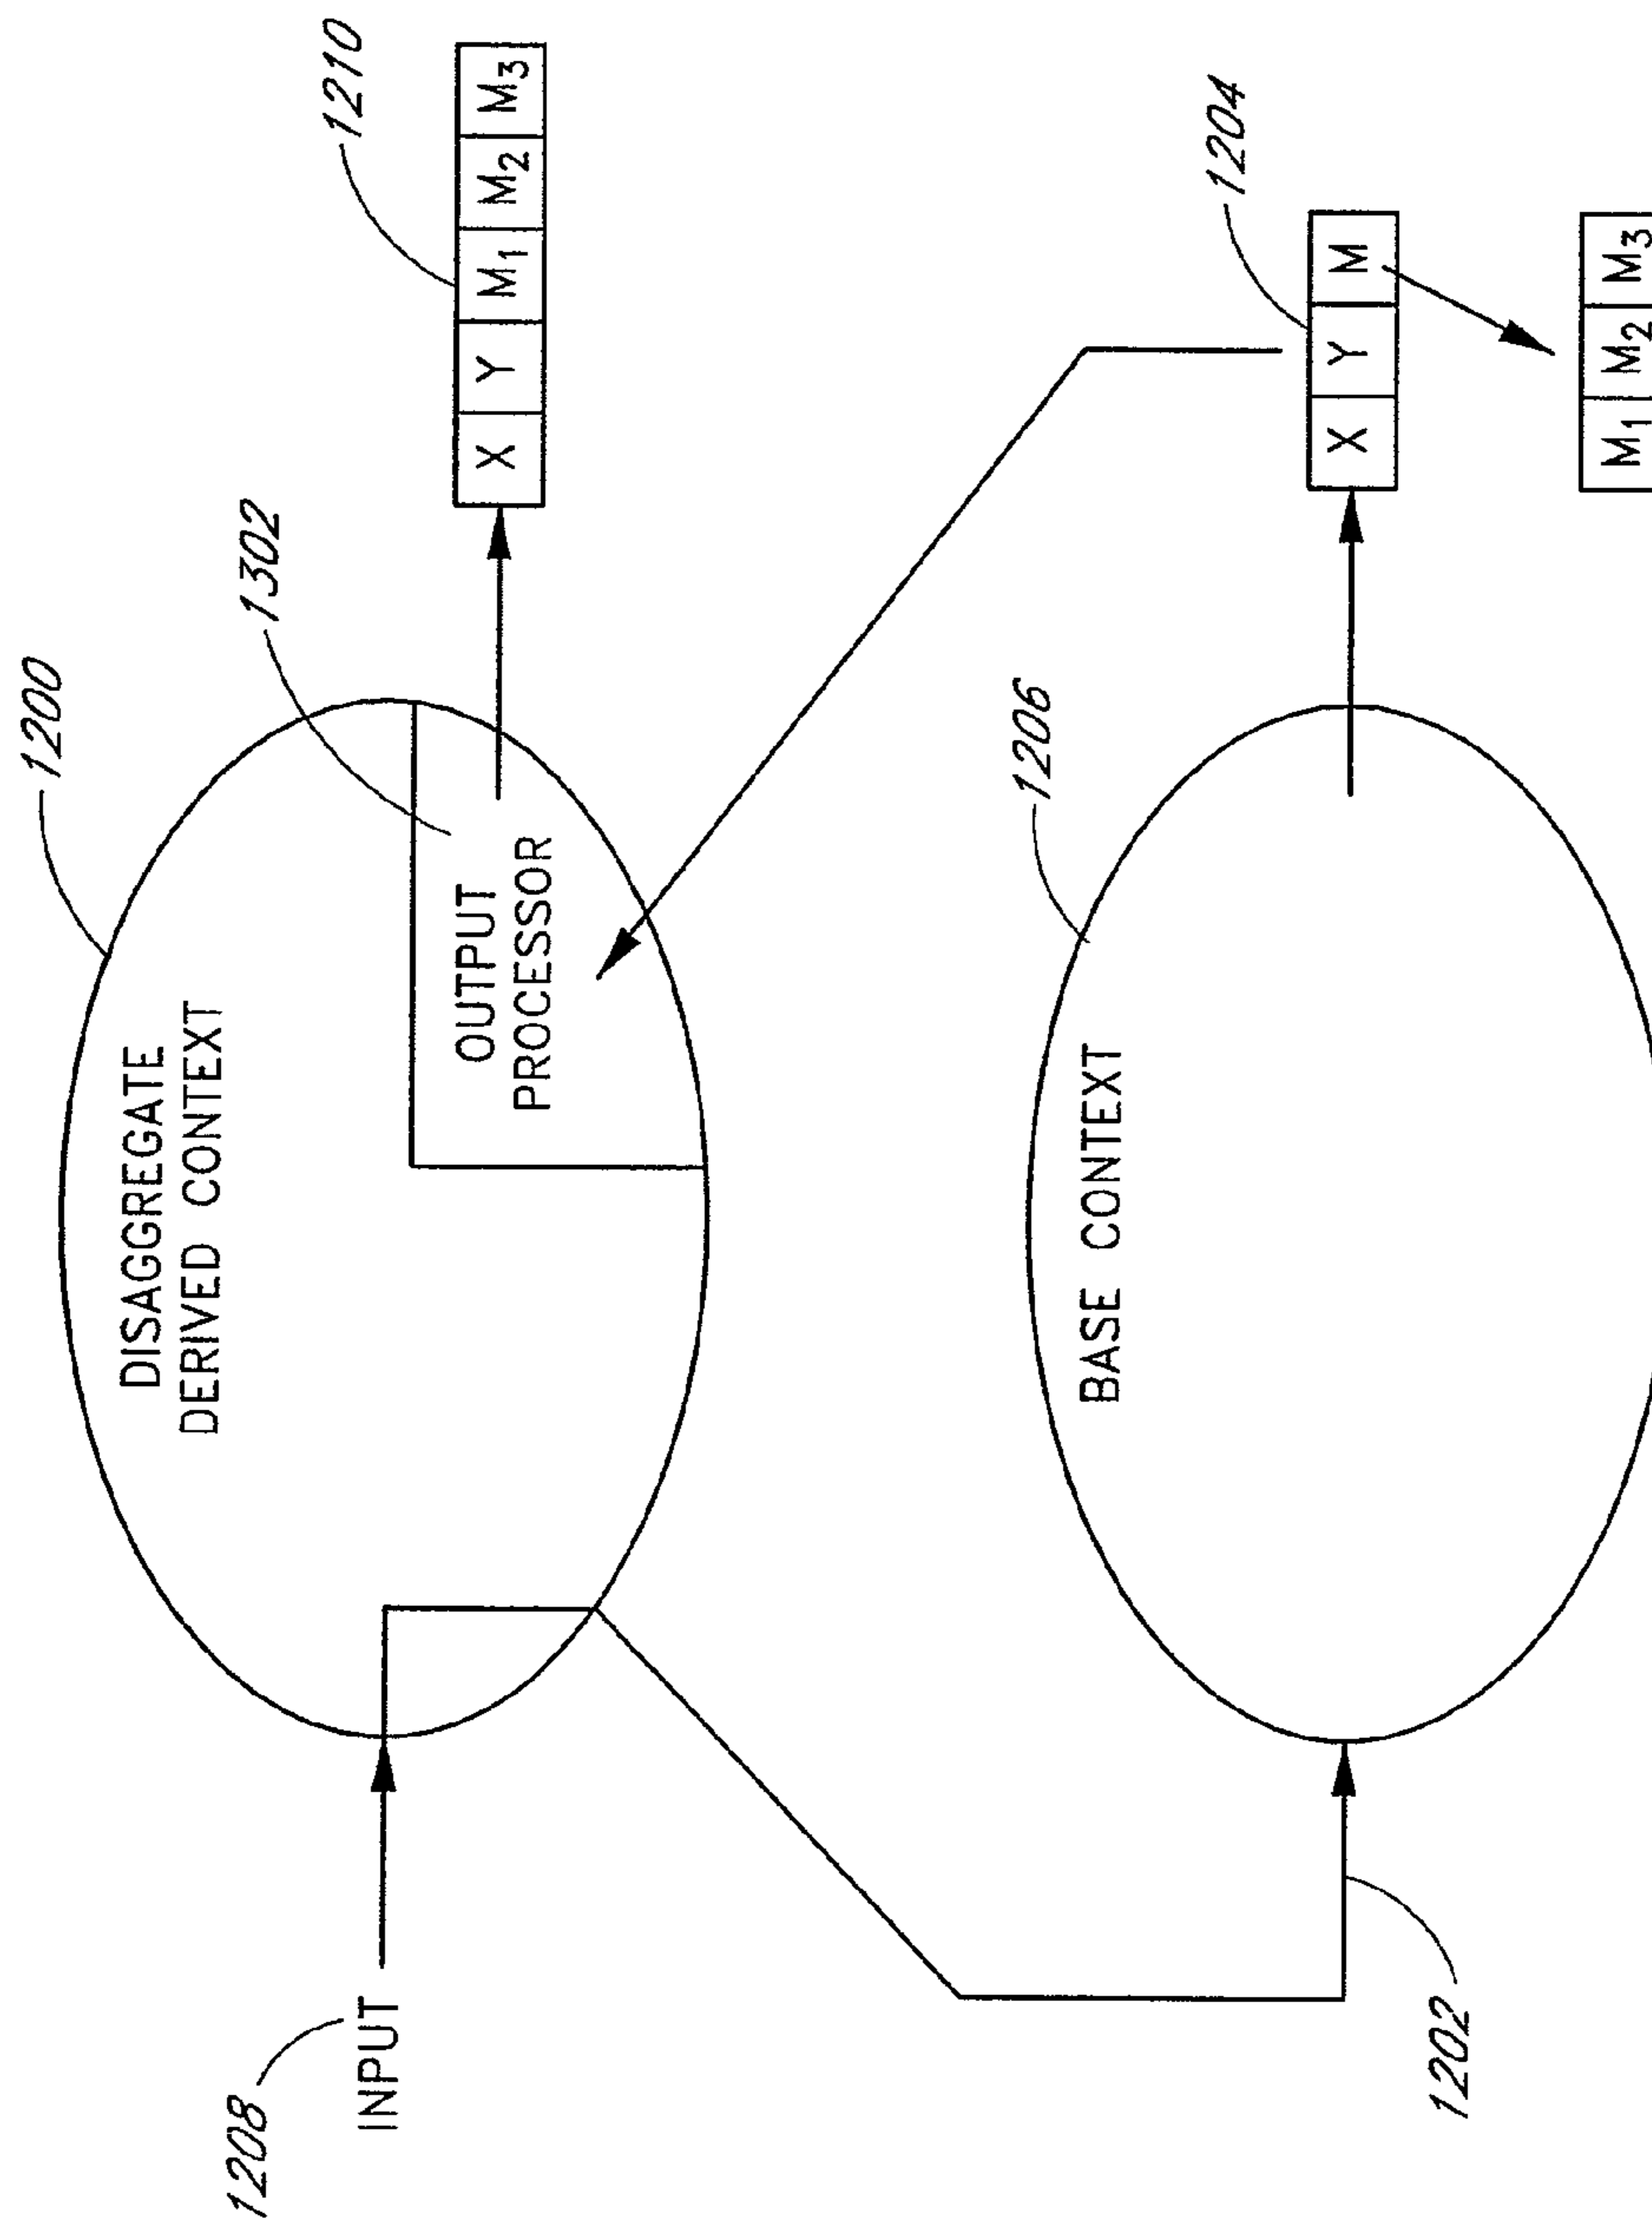 1200
1302
1210
DISAGGREGATE
DERIVED CONTEXT
1208
INPUT
OUTPUT
PROCESSOR
X Y M1 M2 M3
1206
1204
BASE CONTEXT
X Y M
1202
M1 M2 M3